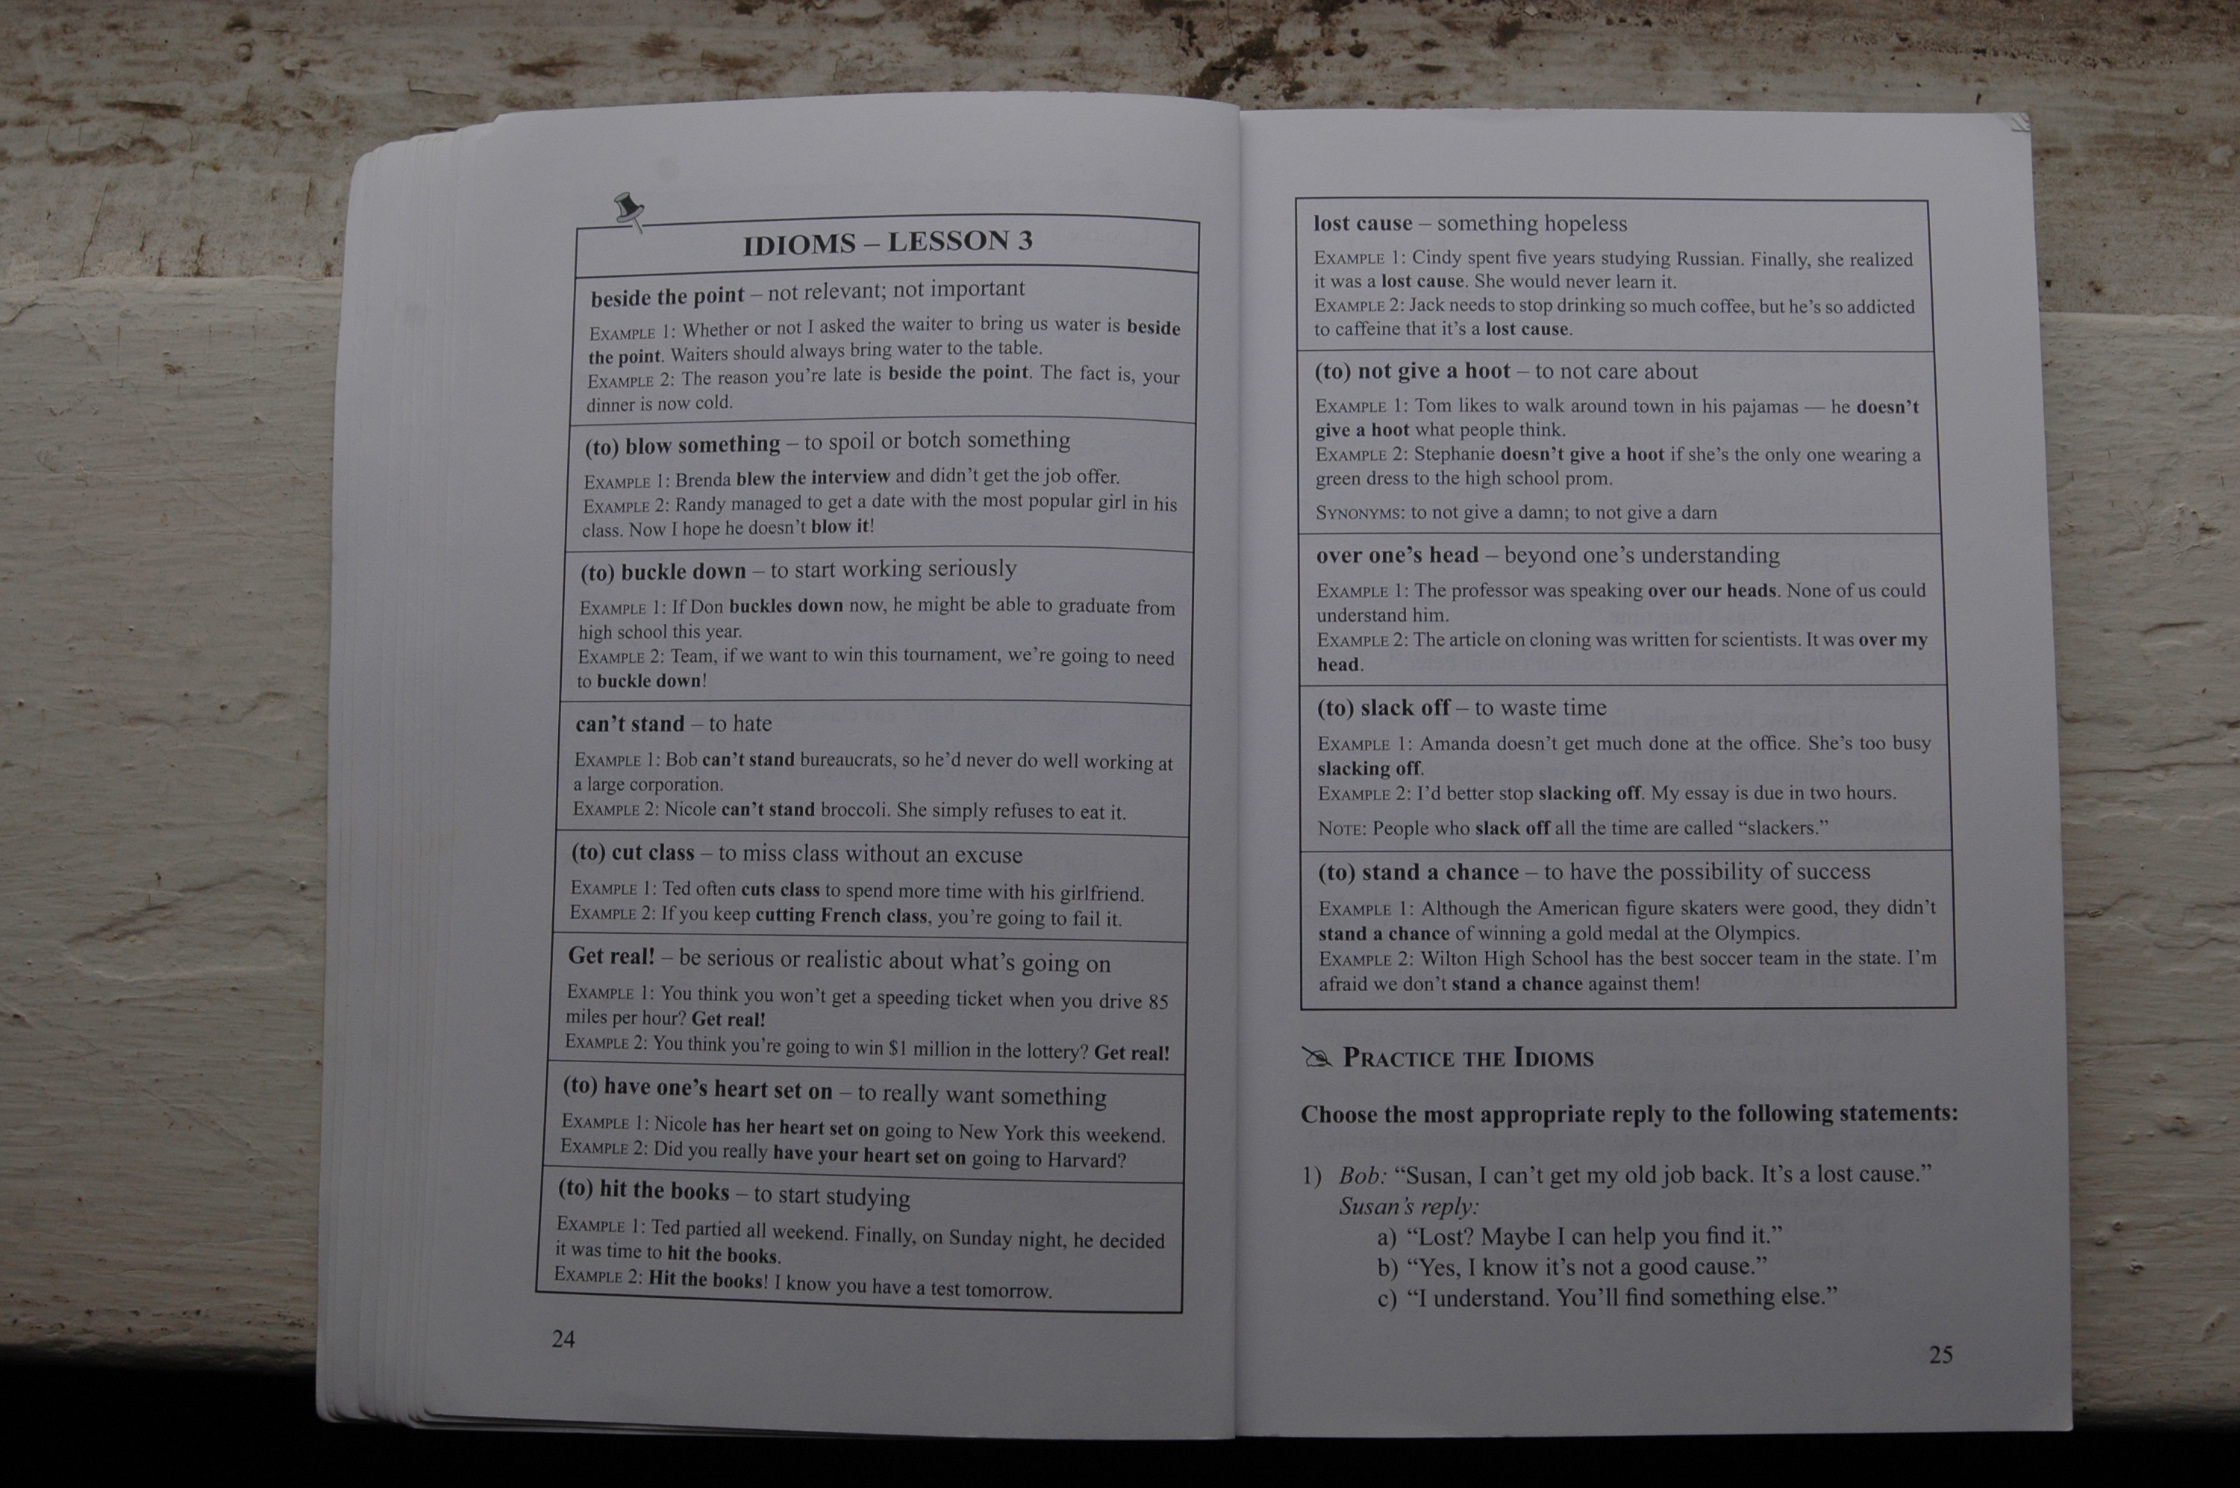 IDIOMS – LESSON 3
beside the point – not relevant; not important
EXAMPLE 1: Whether or not I asked the waiter to bring us water is beside
the point. Waiters should always bring water to the table.
EXAMPLE 2: The reason you're late is beside the point. The fact is, your
dinner is now cold.
(to) blow something – to spoil or botch something
EXAMPLE 1: Brenda blew the interview and didn't get the job offer.
EXAMPLE 2: Randy managed to get a date with the most popular girl in his
class. Now I hope he doesn't blow it!
(to) buckle down – to start working seriously
EXAMPLE 1: If Don buckles down now, he might be able to graduate from
high school this year.
EXAMPLE 2: Team, if we want to win this tournament, we're going to need
to buckle down!
can't stand – to hate
EXAMPLE 1: Bob can't stand bureaucrats, so he'd never do well working at
a large corporation.
EXAMPLE 2: Nicole can't stand broccoli. She simply refuses to eat it.
(to) cut class – to miss class without an excuse
EXAMPLE 1: Ted often cuts class to spend more time with his girlfriend.
EXAMPLE 2: If you keep cutting French class, you're going to fail it.
Get real! – be serious or realistic about what's going on
EXAMPLE 1: You think you won't get a speeding ticket when you drive 85
miles per hour? Get real!
EXAMPLE 2: You think you're going to win $1 million in the lottery? Get real!
(to) have one's heart set on – to really want something
EXAMPLE 1: Nicole has her heart set on going to New York this weekend.
EXAMPLE 2: Did you really have your heart set on going to Harvard?
(to) hit the books – to start studying
EXAMPLE 1: Ted partied all weekend. Finally, on Sunday night, he decided
it was time to hit the books.
EXAMPLE 2: Hit the books! I know you have a test tomorrow.
24
lost cause – something hopeless
EXAMPLE 1: Cindy spent five years studying Russian. Finally, she realized
it was a lost cause. She would never learn it.
EXAMPLE 2: Jack needs to stop drinking so much coffee, but he's so addicted
to caffeine that it's a lost cause.
(to) not give a hoot – to not care about
EXAMPLE 1: Tom likes to walk around town in his pajamas — he doesn't
give a hoot what people think.
EXAMPLE 2: Stephanie doesn't give a hoot if she's the only one wearing a
green dress to the high school prom.
SYNONYMS: to not give a damn; to not give a darn
over one's head – beyond one's understanding
EXAMPLE 1: The professor was speaking over our heads. None of us could
understand him.
EXAMPLE 2: The article on cloning was written for scientists. It was over my
head.
(to) slack off – to waste time
EXAMPLE 1: Amanda doesn't get much done at the office. She's too busy
slacking off.
EXAMPLE 2: I'd better stop slacking off. My essay is due in two hours.
NOTE: People who slack off all the time are called “slackers.”
(to) stand a chance – to have the possibility of success
EXAMPLE 1: Although the American figure skaters were good, they didn't
stand a chance of winning a gold medal at the Olympics.
EXAMPLE 2: Wilton High School has the best soccer team in the state. I'm
afraid we don't stand a chance against them!
PRACTICE THE IDIOMS
Choose the most appropriate reply to the following statements:
1) Bob: “Susan, I can't get my old job back. It's a lost cause.”
Susan's reply:
a) “Lost? Maybe I can help you find it.”
b) “Yes, I know it's not a good cause.”
c) “I understand. You'll find something else.”
25